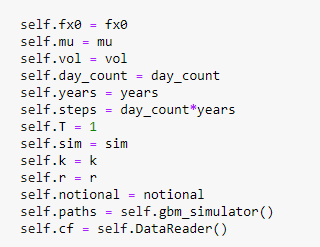 self.fx0 = fx0
self.mu = mu
self.vol = vol
self.day_count = day_count
self.years = years
self.steps = day_count*years
self.T = 1
self.sim = sim
self.k = k
self.r = r
self.notional = notional
self.paths = self.gbm_simulator()
self.cf = self.DataReader()